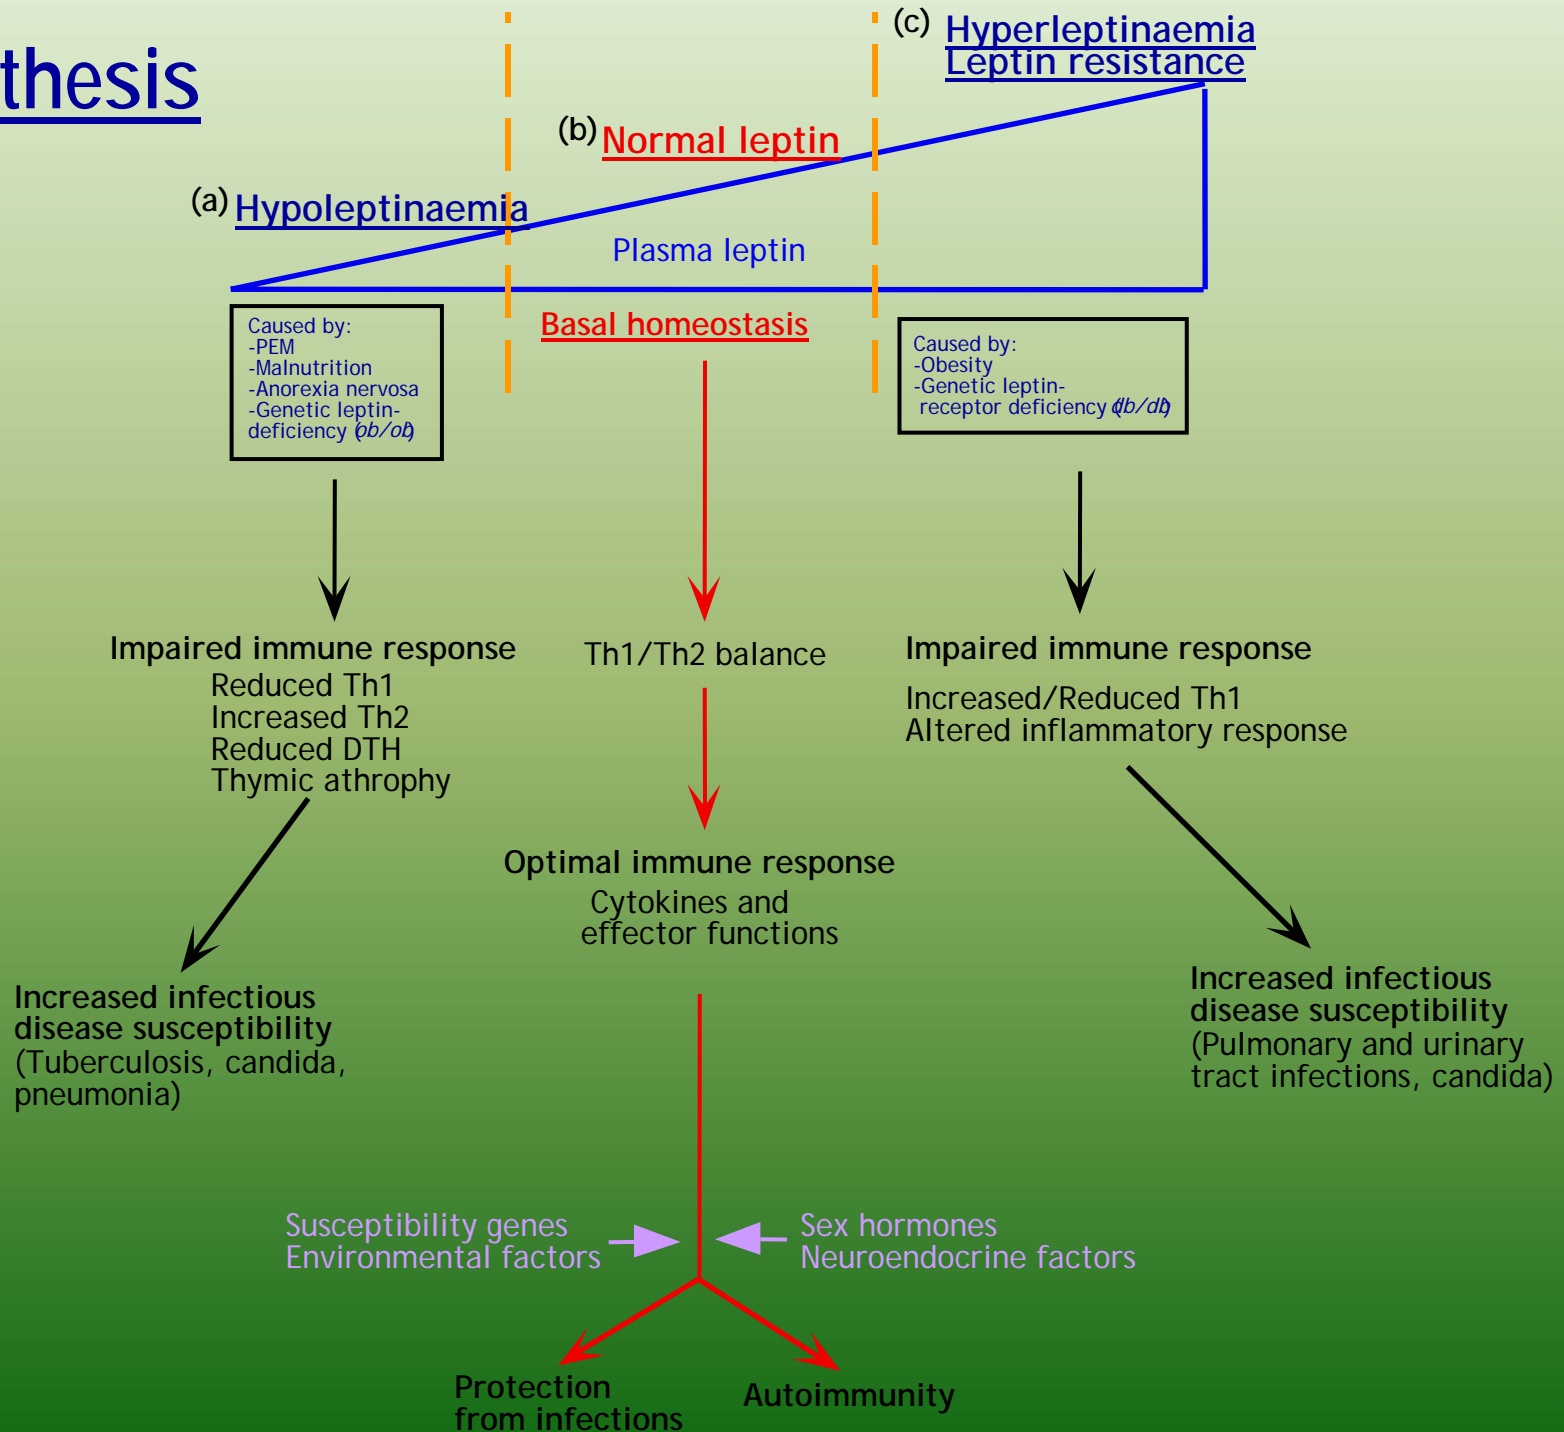 thesis
(c) Hyperleptinaemia
Leptin resistance
(b) Normal leptin
(a) Hypoleptinaemia
Plasma leptin
Basal homeostasis
Caused by:
-PEM
-Malnutrition
-Anorexia nervosa
-Genetic leptin-
deficiency (ob/ob)
Caused by:
-Obesity
-Genetic leptin-
receptor deficiency (db/db)
Impaired immune response
Reduced Th1
Increased Th2
Reduced DTH
Thymic athrophy
Th1/Th2 balance
Impaired immune response
Increased/Reduced Th1
Altered inflammatory response
Optimal immune response
Cytokines and
effector functions
Increased infectious
disease susceptibility
(Tuberculosis, candida,
pneumonia)
Increased infectious
disease susceptibility
(Pulmonary and urinary
tract infections, candida)
Susceptibility genes
Environmental factors
Sex hormones
Neuroendocrine factors
Protection
from infections
Autoimmunity